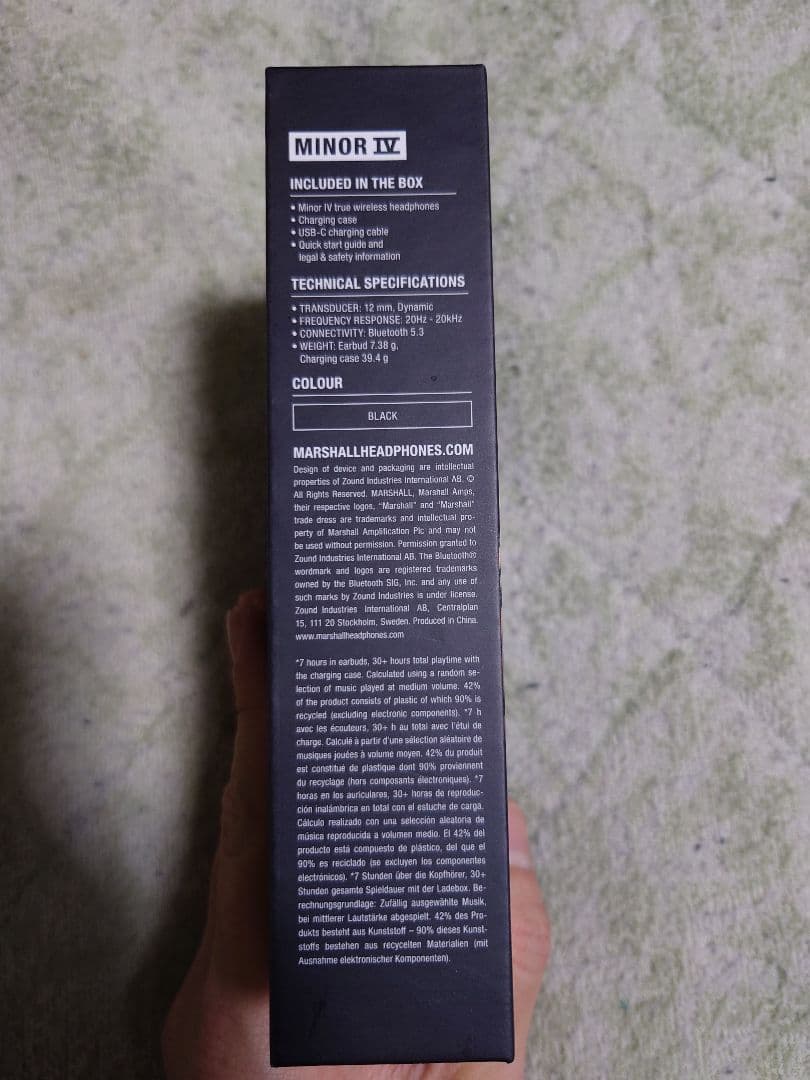 MINOR IV
INCLUDED IN THE BOX
• Minor IV true wireless headphones
• Charging case
• USB-C charging cable
• Quick start guide and
legal & safety information
TECHNICAL SPECIFICATIONS
• TRANSDUCER: 12 mm, Dynamic
• FREQUENCY RESPONSE: 20Hz - 20kHz
• CONNECTIVITY: Bluetooth 5.3
• WEIGHT: Earbud 7.38 g,
Charging case 39.4 g
COLOUR
BLACK
MARSHALLHEADPHONES.COM
Design of device and packaging are intellectual
properties of Zound Industries International AB. ©
All Rights Reserved. MARSHALL, Marshall Amps,
their respective logos, "Marshall" and "Marshall"
trade dress are trademarks and intellectual pro-
perty of Marshall Amplification Plc and may not
be used without permission. Permission granted to
Zound Industries International AB. The Bluetooth®
wordmark and logos are registered trademarks
owned by the Bluetooth SIG, Inc. and any use of
such marks by Zound Industries is under license.
Zound Industries International AB, Centralplan
15, 111 20 Stockholm, Sweden. Produced in China.
www.marshallheadphones.com
*7 hours in earbuds, 30+ hours total playtime with
the charging case. Calculated using a random se-
lection of music played at medium volume. 42%
of the product consists of plastic of which 90% is
recycled (excluding electronic components). *7 h
avec les écouteurs, 30+ h au total avec l'étui de
charge. Calculé à partir d'une sélection aléatoire de
musiques jouées à volume moyen. 42% du produit
est constitué de plastique dont 90% proviennent
du recyclage (hors composants électroniques). *7
horas en los auriculares, 30+ horas de reproduc-
ción inalámbrica en total con el estuche de carga.
Cálculo realizado con una selección aleatoria de
música reproducida a volumen medio. El 42% del
producto está compuesto de plástico, del que el
90% es reciclado (se excluyen los componentes
electrónicos). *7 Stunden über die Kopfhörer, 30+
Stunden gesamte Spieldauer mit der Ladebox. Be-
rechnungsgrundlage: Zufällig ausgewählte Musik,
bei mittlerer Lautstärke abgespielt. 42% des Pro-
dukts besteht aus Kunststoff – 90% dieses Kunst-
stoffs bestehen aus recycelten Materialien (mit
Ausnahme elektronischer Komponenten).